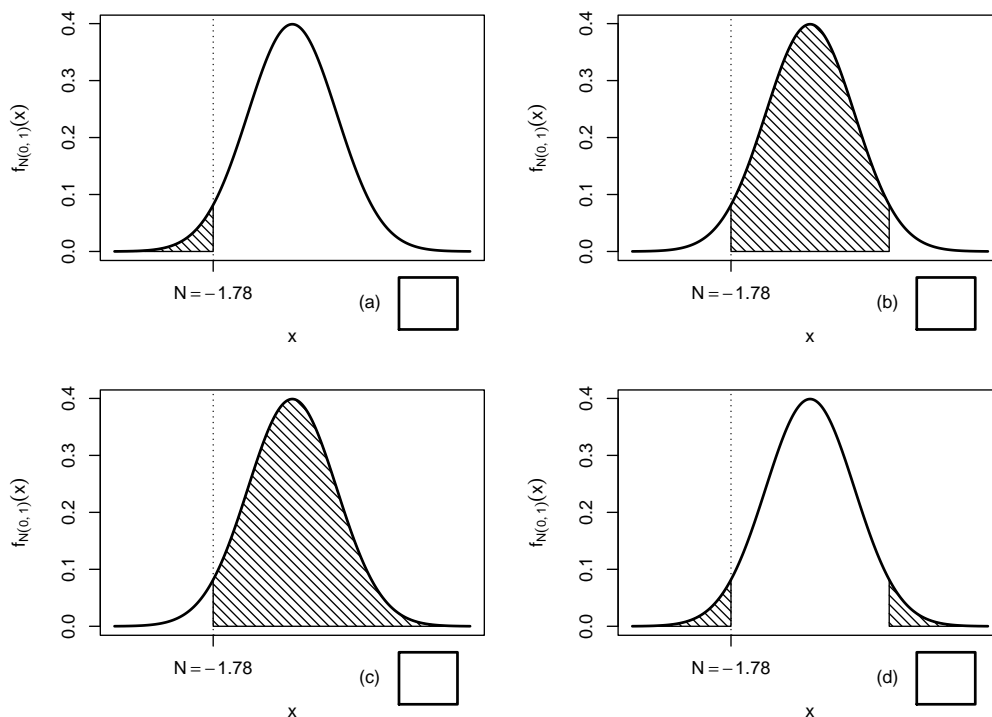 0.4
0.3
0.2
0.1
0.0
f_{N(0, 1)}(x)
N = −1.78
(a)
x
0.4
0.3
0.2
0.1
0.0
f_{N(0, 1)}(x)
N = −1.78
(b)
x
0.4
0.3
0.2
0.1
0.0
f_{N(0, 1)}(x)
N = −1.78
(c)
x
0.4
0.3
0.2
0.1
0.0
f_{N(0, 1)}(x)
N = −1.78
(d)
x